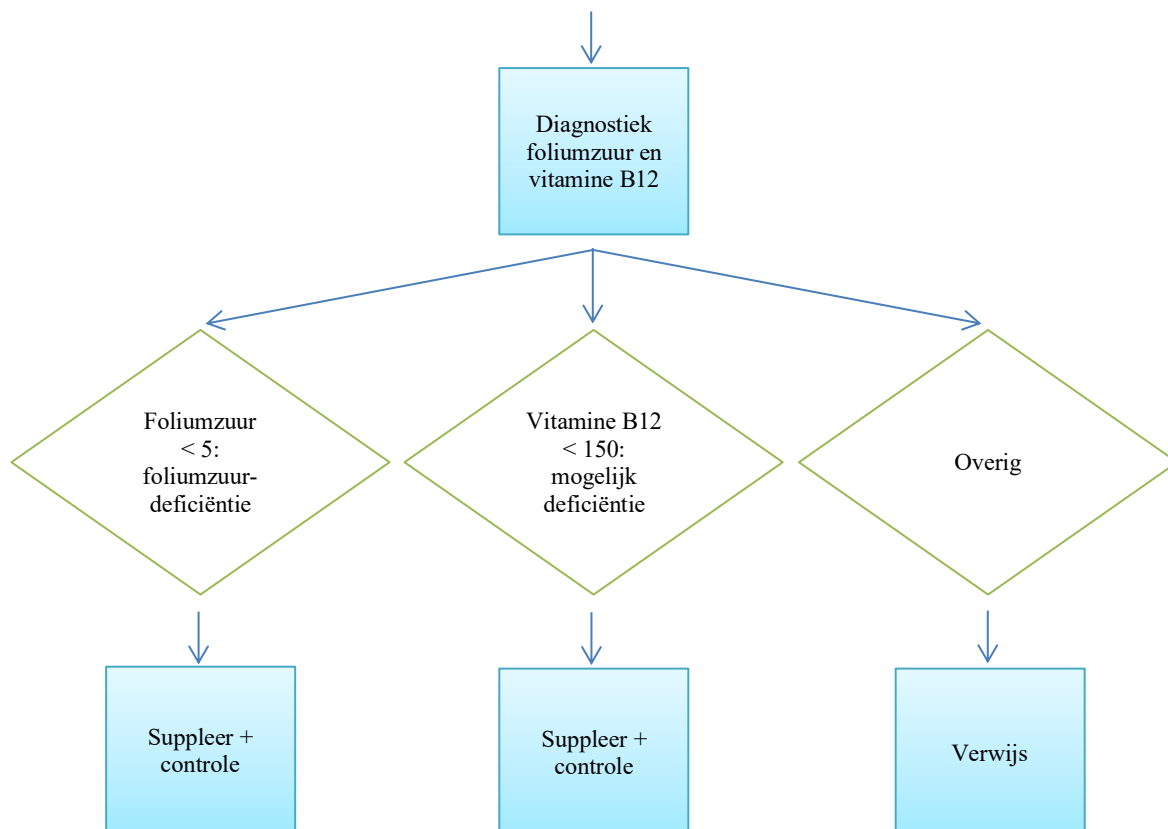 Diagnostiek
foliumzuur en
vitamine B12
Foliumzuur
< 5:
foliumzuur-
deficiëntie
Vitamine B12
< 150:
mogelijk
deficiëntie
Overig
Suppleer +
controle
Suppleer +
controle
Verwijs